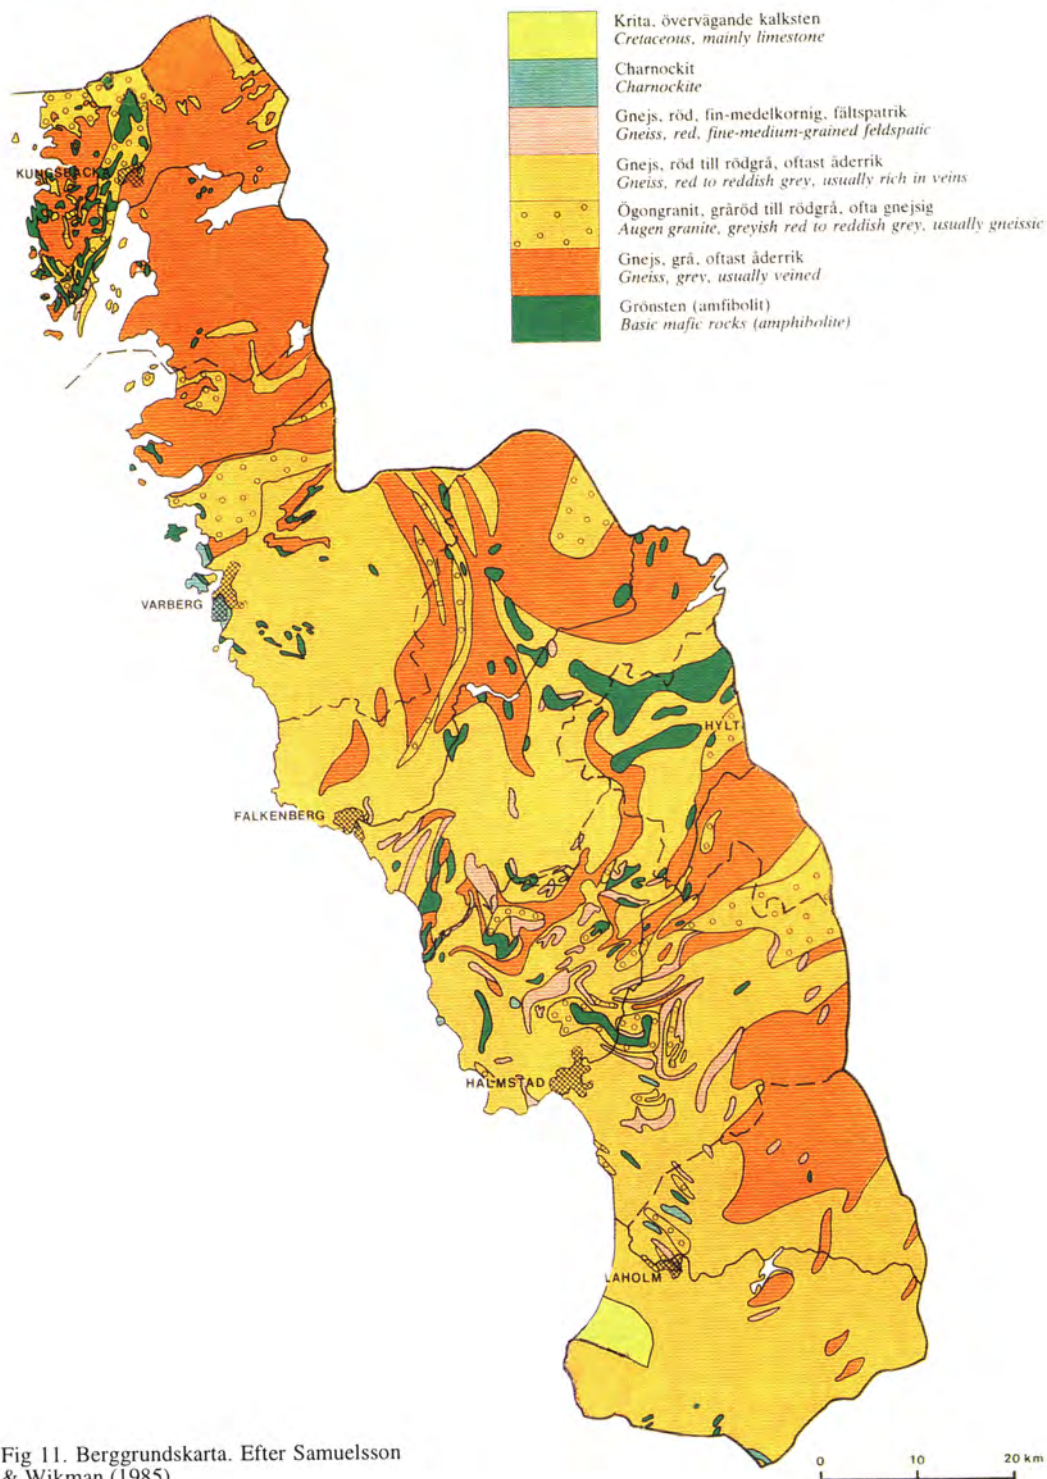 Krita, övervägande kalksten
Cretaceous, mainly limestone
Charnockit
Charnockite
Gnejs, röd, fin-medelkornig, fältspatrik
Gneiss, red, fine-medium-grained feldspatic
Gnejs, röd till rödgrå, oftast åderrik
Gneiss, red to reddish grey, usually rich in veins
Ögongranit, gråröd till rödgrå, ofta gnejsig
Augen granite, greyish red to reddish grey, usually gneissic
Gnejs, grå, oftast åderrik
Gneiss, grey, usually veined
Grönsten (amfibolit)
Basic mafic rocks (amphibolite)
KUNGSBACKA
VARBERG
HYLT
FALKENBERG
HALMSTAD
LAHOLM
Fig 11. Berggrundskarta. Efter Samuelsson
& Wikman (1985)
0 10 20 km